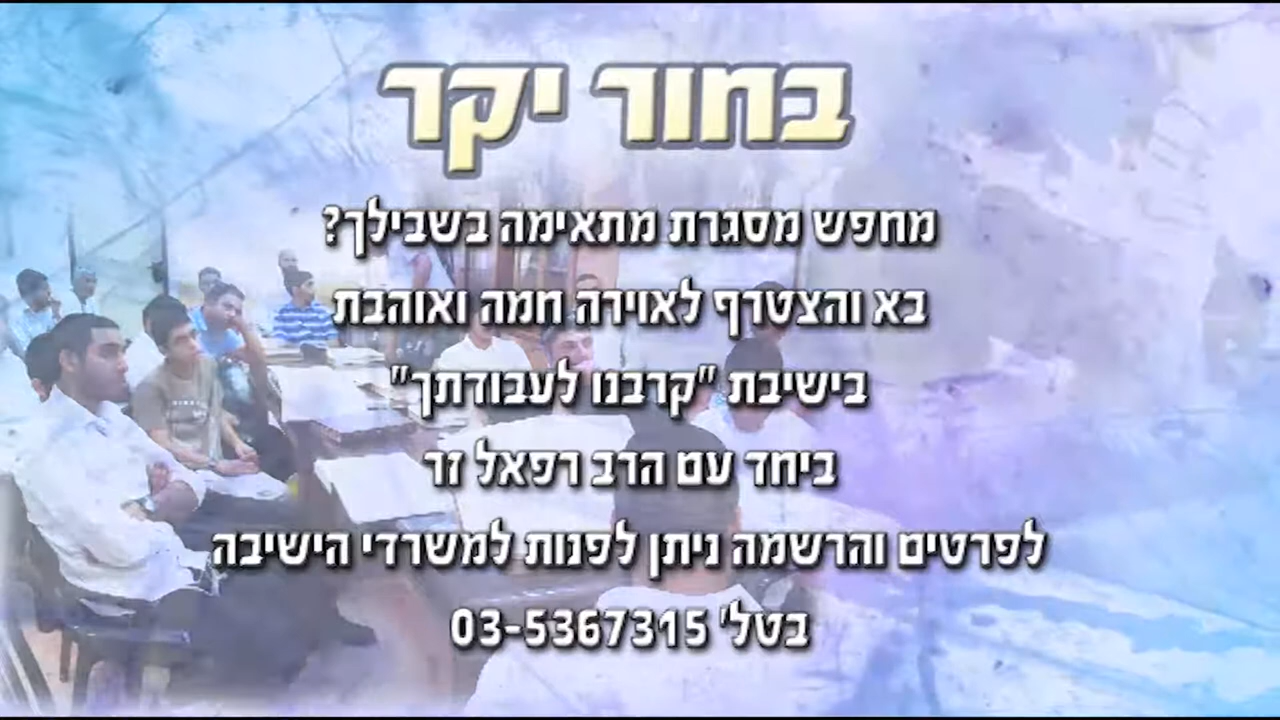 בחור יקר
מחפש מסגרת מתאימה בשבילך?
בא והצטרף לאוירה חמה ואוהבת
בישיבת "קרבנו לעבודתך"
ביחד עם הרב רפאל זר
לפרטים והרשמה ניתן לפנות למשרדי הישיבה
בטל' 03-5367315